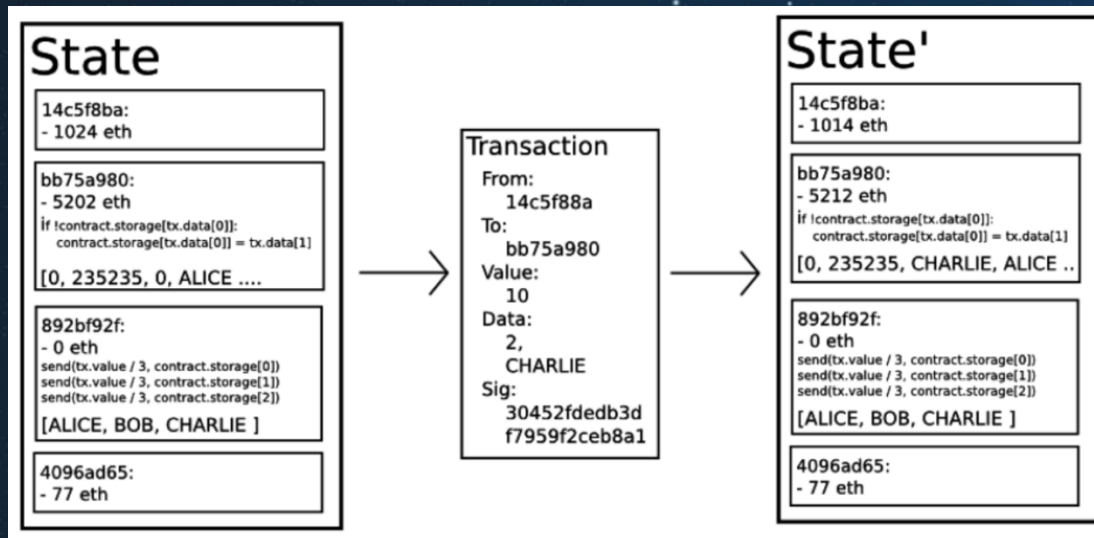 State
14c5f8ba:
- 1024 eth
bb75a980:
- 5202 eth
if !contract.storage[tx.data[0]]:
contract.storage[tx.data[0]] = tx.data[1]
[0, 235235, 0, ALICE ....
892bf92f:
- 0 eth
send(tx.value / 3, contract.storage[0])
send(tx.value / 3, contract.storage[1])
send(tx.value / 3, contract.storage[2])
[ALICE, BOB, CHARLIE ]
4096ad65:
- 77 eth
Transaction
From:
14c5f88a
To:
bb75a980
Value:
10
Data:
2,
CHARLIE
Sig:
30452fdedb3d
f7959f2ceb8a1
State'
14c5f8ba:
- 1014 eth
bb75a980:
- 5212 eth
if !contract.storage[tx.data[0]]:
contract.storage[tx.data[0]] = tx.data[1]
[0, 235235, CHARLIE, ALICE ..
892bf92f:
- 0 eth
send(tx.value / 3, contract.storage[0])
send(tx.value / 3, contract.storage[1])
send(tx.value / 3, contract.storage[2])
[ALICE, BOB, CHARLIE ]
4096ad65:
- 77 eth